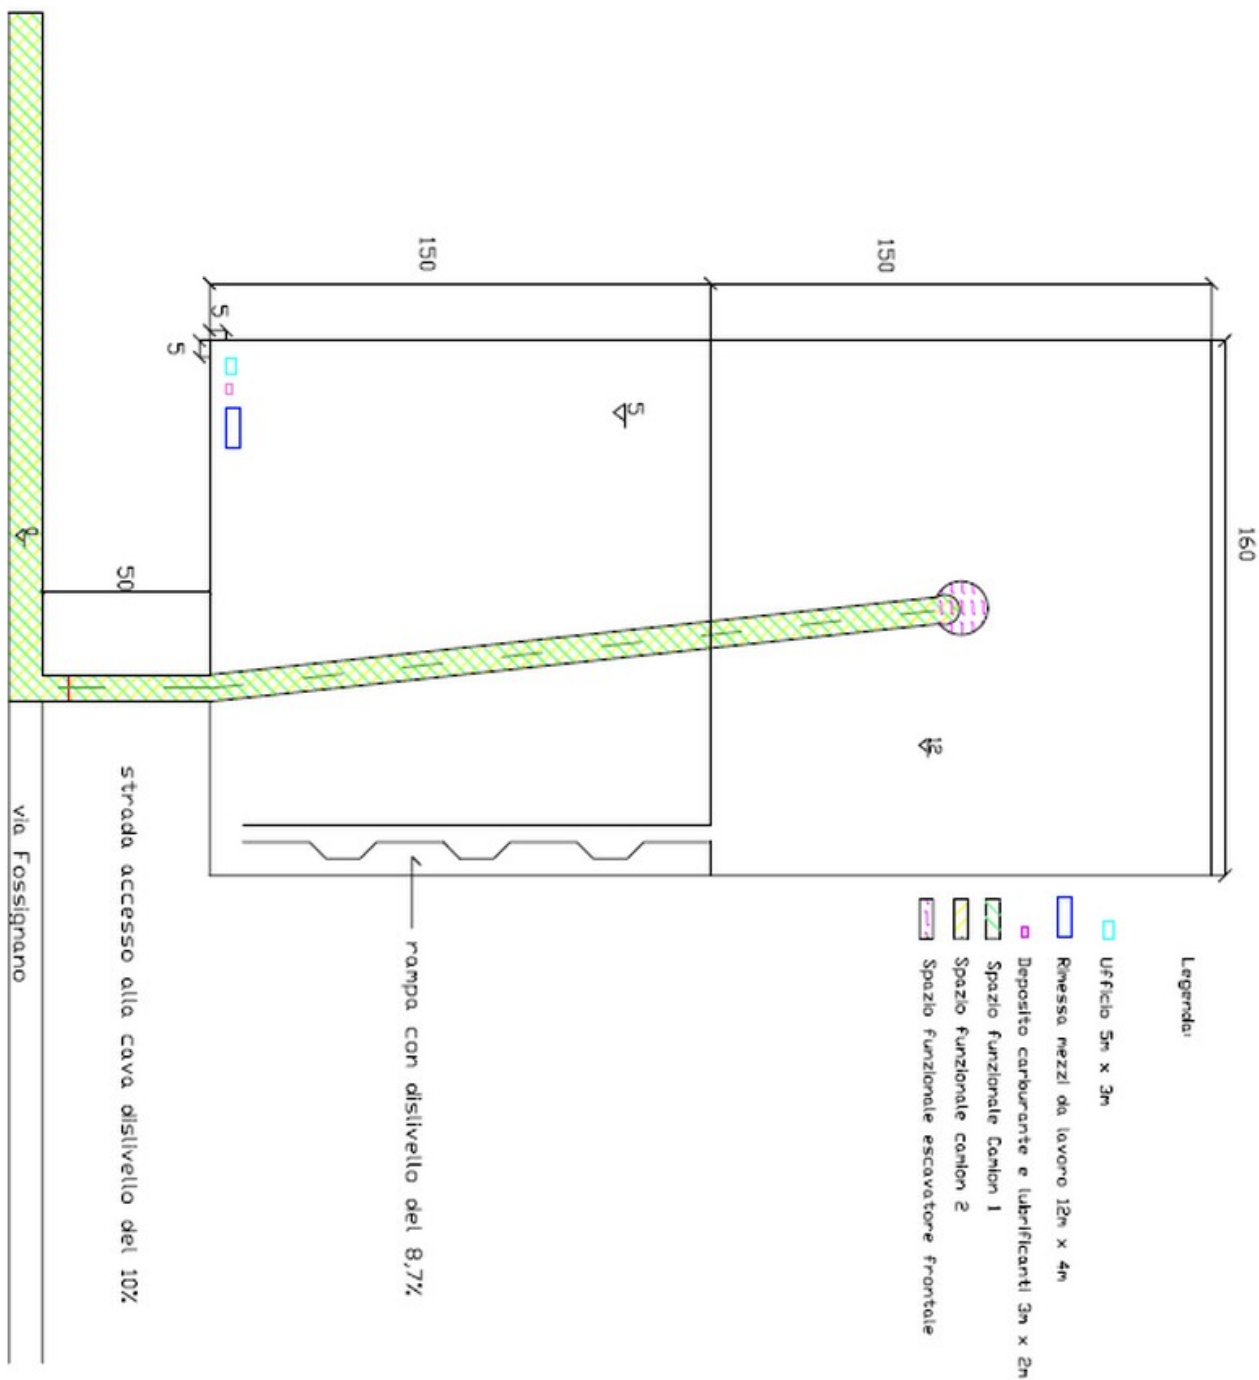 160
Legenda:
Ufficio 5m x 3m
Rimessa mezzi da lavoro 12m x 4m
Deposito carburante e lubrificanti 3m x 2m
Spazio funzionale Camion 1
Spazio funzionale camion 2
Spazio funzionale escavatore frontale
12
150
5
150
rampa con dislivello del 8,7%
5
5
50
strada accesso alla cava dislivello del 10%
0
via Fossignano